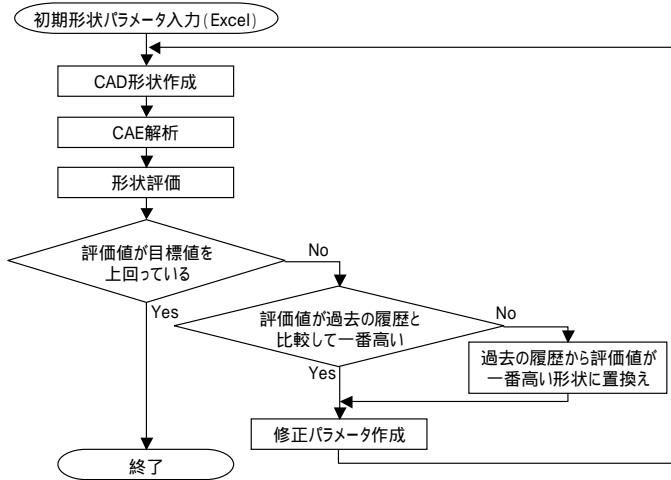 初期形状パラメータ入力(Excel)
CAD形状作成
CAE解析
形状評価
評価値が目標値を
上回っている
No
Yes
評価値が過去の履歴と
比較して一番高い
No
Yes
過去の履歴から評価値が
一番高い形状に置換え
修正パラメータ作成
終了